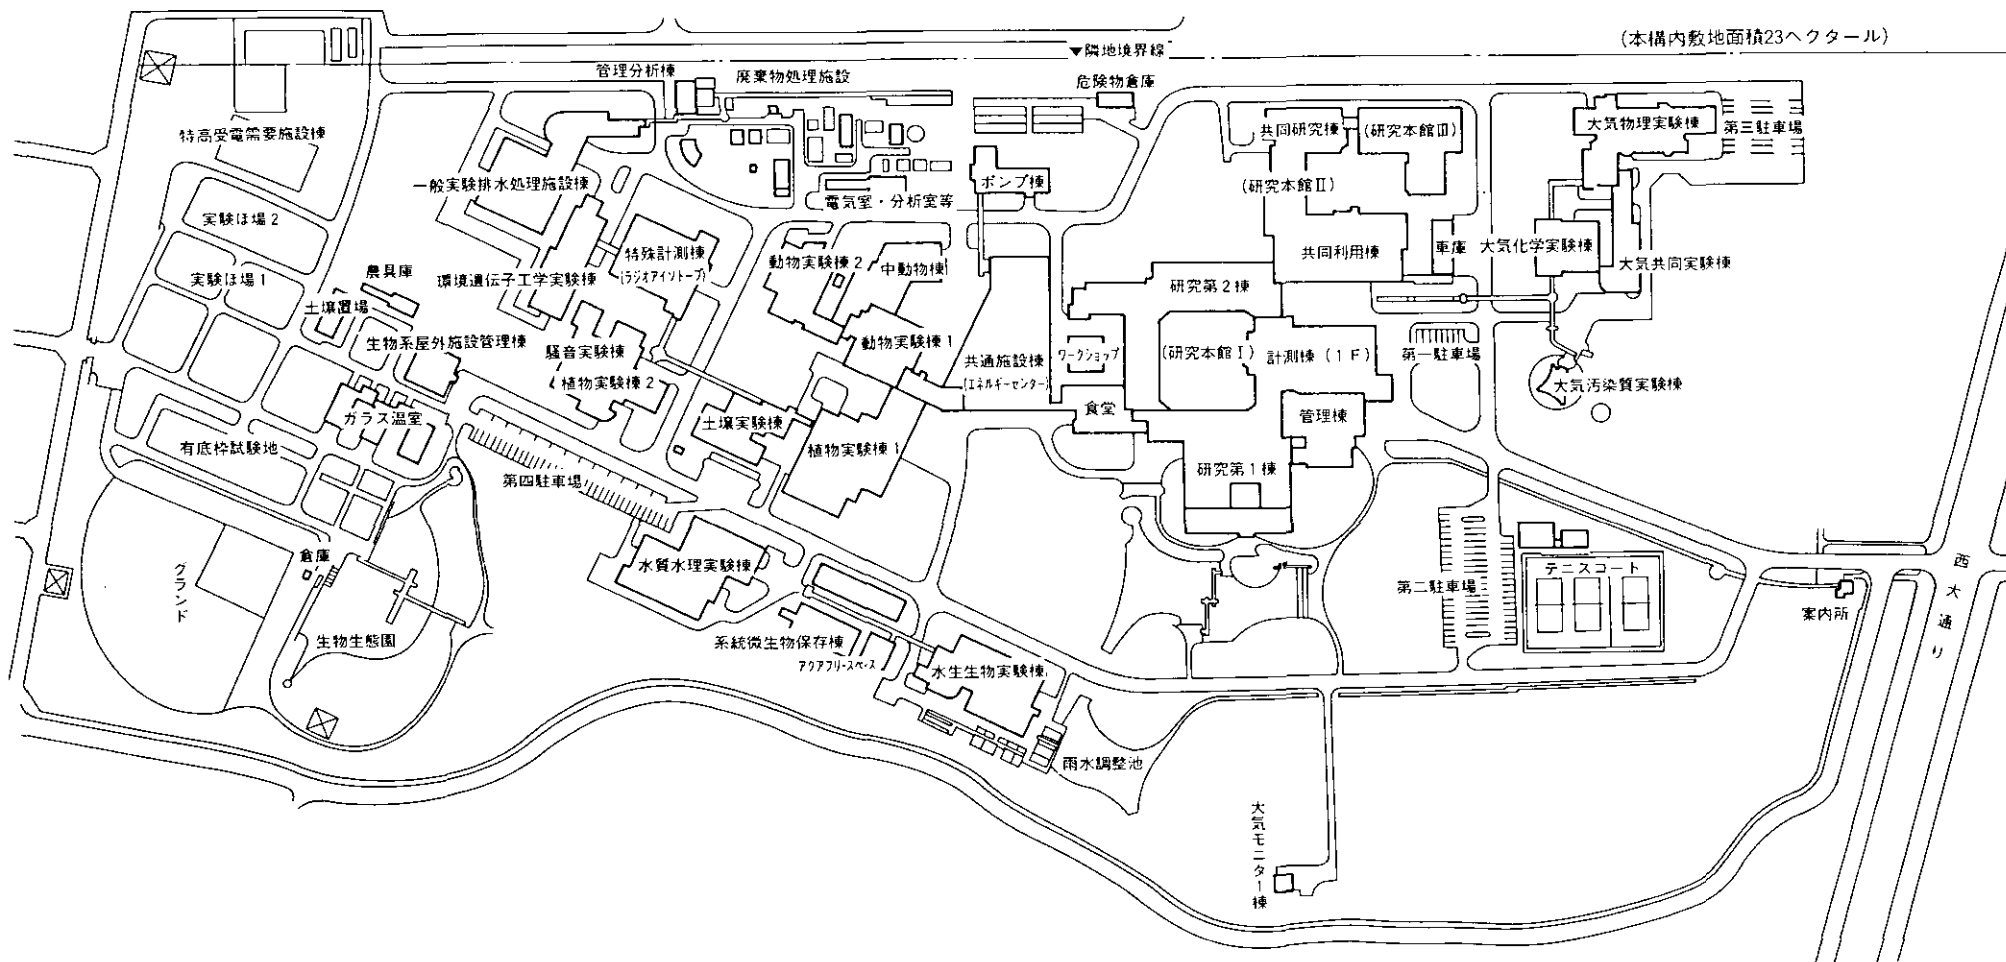 (本構内敷地面積23ヘクタール)
▼隣地境界線
管理分析棟
廃棄物処理施設
危険物倉庫
特高受電需要施設棟
共同研究棟
(研究本館Ⅲ)
大気物理実験棟
第三駐車場
一般実験排水処理施設棟
ポンプ棟
(研究本館Ⅱ)
電気室・分析室等
実験ほ場2
特殊計測棟
(ラジオアイソトープ)
動物実験棟2
中動物棟
共同利用棟
車庫
大気化学実験棟
大気共同実験棟
実験ほ場1
農具庫
環境遺伝子工学実験棟
研究第2棟
土壌置場
生物系屋外施設管理棟
騒音実験棟
動物実験棟1
共通施設棟
(エネルギーセンター)
ワークショップ
(研究本館Ⅰ)
計測棟(1F)
第一駐車場
植物実験棟2
大気汚染質実験棟
ガラス温室
土壌実験棟
食堂
管理棟
有底枠試験地
植物実験棟1
研究第1棟
第四駐車場
倉庫
グランド
水質水理実験棟
テニスコート
第二駐車場
西大通り
案内所
生物生態園
系統微生物保存棟
アクアフリースペース
水生生物実験棟
雨水調整池
大気モニター棟